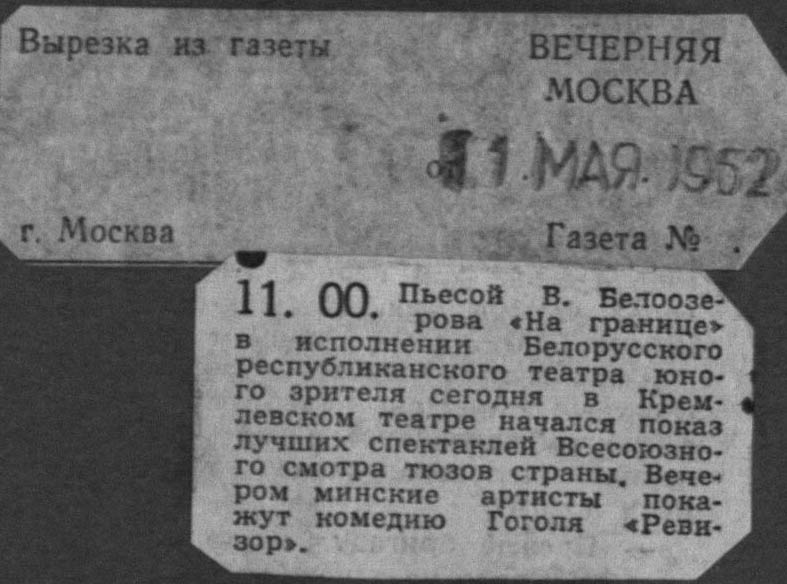 Вырезка из газеты
ВЕЧЕРНЯЯ
МОСКВА
от 11. МАЯ. 1962
г. Москва
Газета № .
11. 00. Пьесой В. Белоозе-
рова «На границе»
в исполнении Белорусского
республиканского театра юно-
го зрителя сегодня в Крем-
левском театре начался показ
лучших спектаклей Всесоюзно-
го смотра тюзов страны. Вече-
ром минские артисты пока-
жут комедию Гоголя «Реви-
зор».